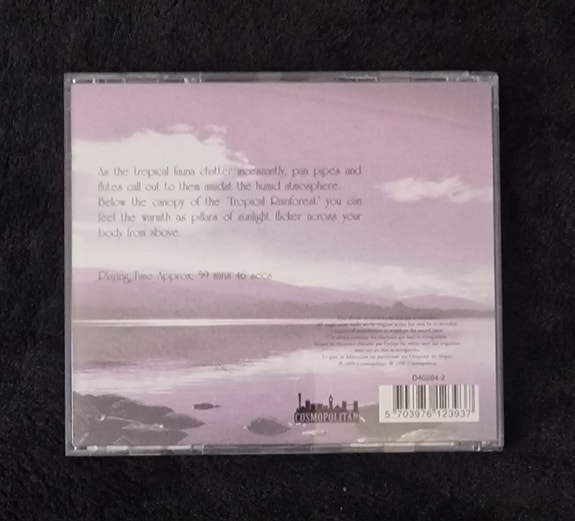 As the tropical fauna chatter incessantly, pan pipes and
flutes call out to them amidst the humid atmosphere.
Below the canopy of the 'Tropical Rainforest' you can
feel the warmth as pillars of sunlight flicker across your
body from above.
Playing Time Approx: 59 mins 46 secs
D40284-2
COSMOPOLITAN
5 703976 123937